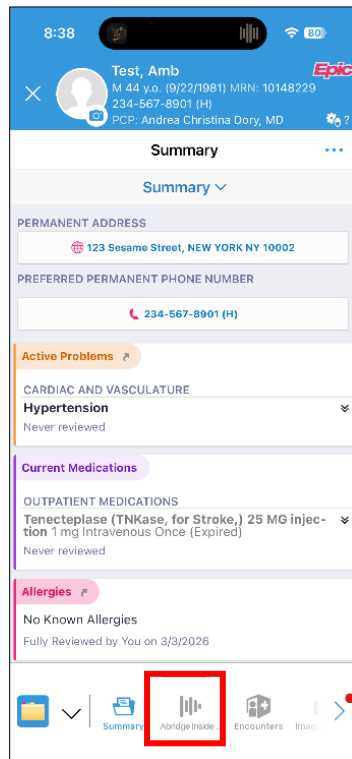 8:38
80
Test, Amb
Epic
M 44 y.o. (9/22/1981) MRN: 10148229
234-567-8901 (H)
PCP: Andrea Christina Dory, MD
?
Summary
Summary
PERMANENT ADDRESS
123 Sesame Street, NEW YORK NY 10002
PREFERRED PERMANENT PHONE NUMBER
234-567-8901 (H)
Active Problems
CARDIAC AND VASCULATURE
Hypertension
Never reviewed
Current Medications
OUTPATIENT MEDICATIONS
Tenecteplase (TNKase, for Stroke,) 25 MG injec-
tion 1 mg Intravenous Once (Expired)
Never reviewed
Allergies
No Known Allergies
Fully Reviewed by You on 3/3/2026
Summary
Abridge Inside ...
Encounters
Imag